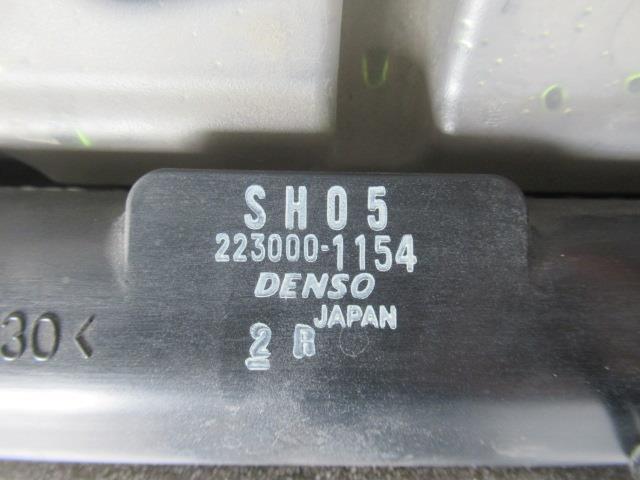 SH05
223000-1154
DENSO
JAPAN
30<
2 R